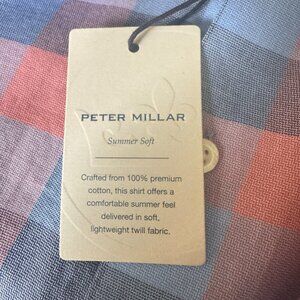 PETER MILLAR
Summer Soft
Crafted from 100% premium
cotton, this shirt offers a
comfortable summer feel
delivered in soft,
lightweight twill fabric.